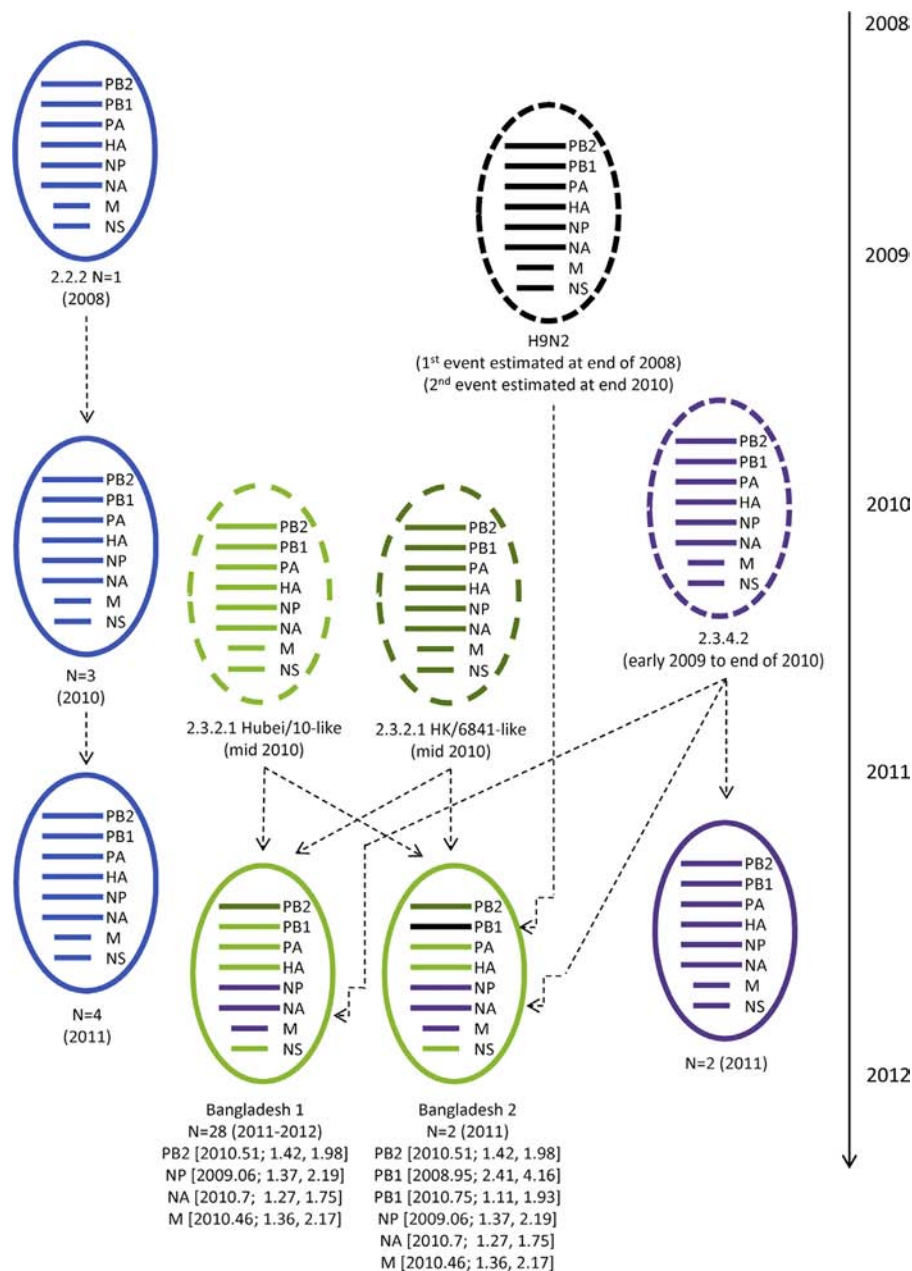 2008
PB2
PB1
PA
HA
NP
NA
M
NS
2.2.2 N=1
(2008)
PB2
PB1
PA
HA
NP
NA
M
NS
H9N2
(1st event estimated at end of 2008)
(2nd event estimated at end 2010)
2009
PB2
PB1
PA
HA
NP
NA
M
NS
N=3
(2010)
PB2
PB1
PA
HA
NP
NA
M
NS
2.3.2.1 Hubei/10-like
(mid 2010)
PB2
PB1
PA
HA
NP
NA
M
NS
2.3.2.1 HK/6841-like
(mid 2010)
PB2
PB1
PA
HA
NP
NA
M
NS
2.3.4.2
(early 2009 to end of 2010)
2010
2011
PB2
PB1
PA
HA
NP
NA
M
NS
N=4
(2011)
PB2
PB1
PA
HA
NP
NA
M
NS
Bangladesh 1
N=28 (2011-2012)
PB2 [2010.51; 1.42, 1.98]
NP [2009.06; 1.37, 2.19]
NA [2010.7; 1.27, 1.75]
M [2010.46; 1.36, 2.17]
PB2
PB1
PA
HA
NP
NA
M
NS
Bangladesh 2
N=2 (2011)
PB2 [2010.51; 1.42, 1.98]
PB1 [2008.95; 2.41, 4.16]
PB1 [2010.75; 1.11, 1.93]
NP [2009.06; 1.37, 2.19]
NA [2010.7; 1.27, 1.75]
M [2010.46; 1.36, 2.17]
PB2
PB1
PA
HA
NP
NA
M
NS
N=2 (2011)
2012